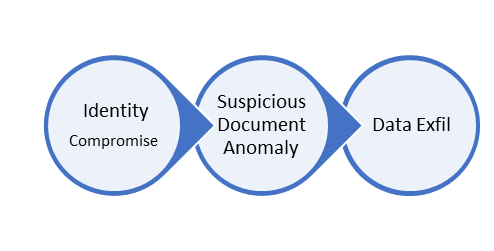 Identity
Compromise
Suspicious
Document
Anomaly
Data Exfil